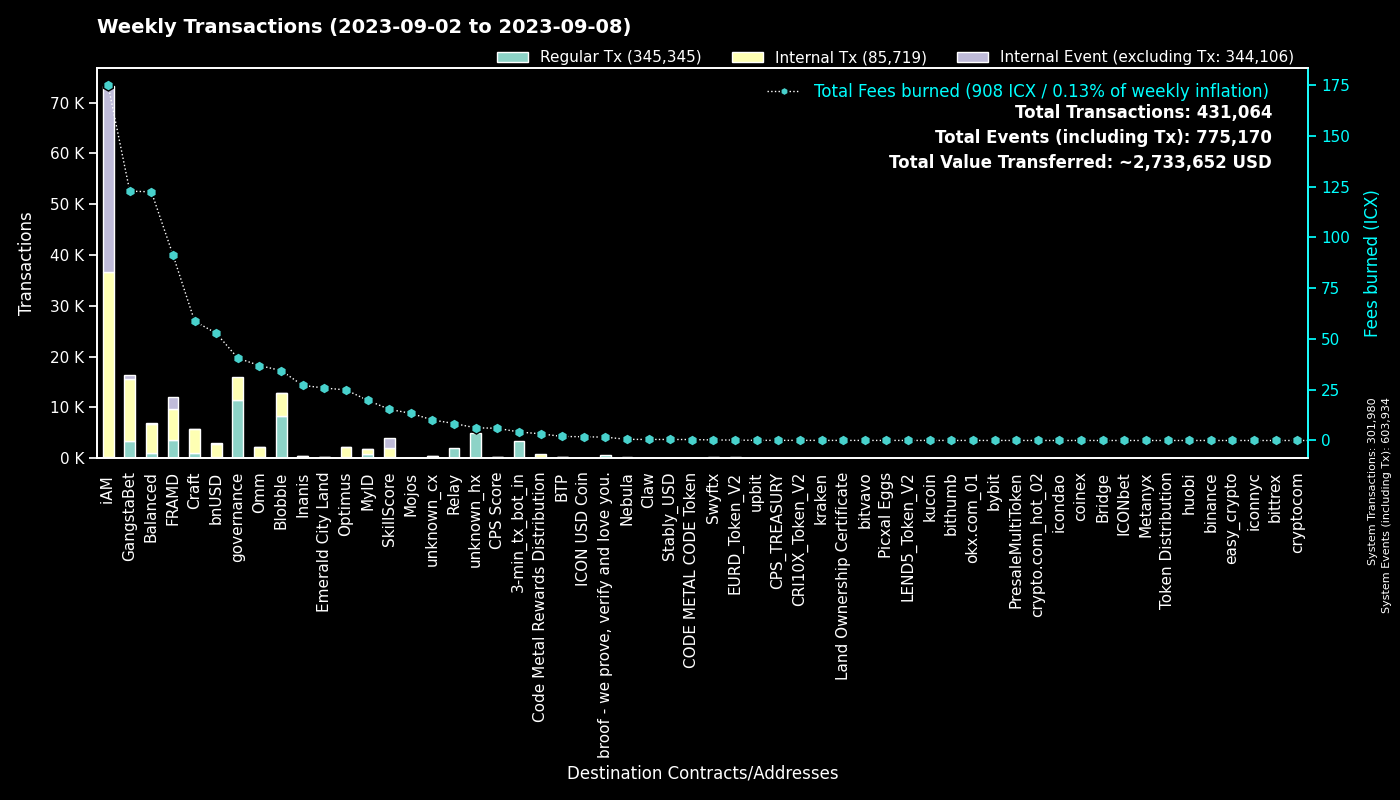 Weekly Transactions (2023-09-02 to 2023-09-08)
Regular Tx (345,345)
Internal Tx (85,719)
Internal Event (excluding Tx: 344,106)
Total Fees burned (908 ICX / 0.13% of weekly inflation)
Total Transactions: 431,064
Total Events (including Tx): 775,170
Total Value Transferred: ~2,733,652 USD
Transactions
70 K
60 K
50 K
40 K
30 K
20 K
10 K
0 K
175
150
125
100
75
50
25
0
Fees burned (ICX)
System Transactions: 301,980
System Events (including Tx): 603,934
iAM
GangstaBet
Balanced
FRAMD
Craft
bnUSD
governance
Omm
Blobble
Inanis
Emerald City Land
Optimus
MyID
SkillScore
Mojos
unknown_cx
Relay
unknown_hx
CPS Score
3-min_tx_bot_in
Code Metal Rewards Distribution
BTP
ICON USD Coin
broof - we prove, verify and love you.
Nebula
Claw
Stably_USD
CODE METAL CODE Token
Swyftx
EURD_Token_V2
upbit
CPS_TREASURY
CRI10X_Token_V2
kraken
Land Ownership Certificate
bitvavo
Picxal Eggs
LEND5_Token_V2
kucoin
bithumb
okx.com_01
bybit
PresaleMultiToken
crypto.com_hot_02
icondao
coinex
Bridge
ICONbet
Metanyx
Token Distribution
huobi
binance
easy_crypto
iconnyc
bittrex
cryptocom
Destination Contracts/Addresses